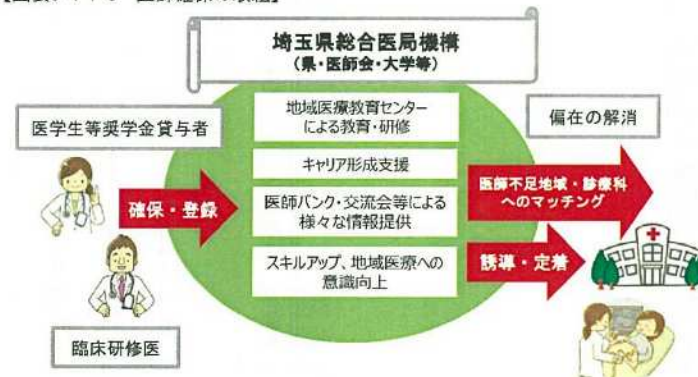 埼玉県総合医局機構
(県・医師会・大学等)
医学生等奨学金貸与者
臨床研修医
確保・登録
地域医療教育センター
による教育・研修
キャリア形成支援
医師バンク・交流会等による
様々な情報提供
スキルアップ、地域医療への
意識向上
偏在の解消
医師不足地域・診療科
へのマッチング
誘導・定着